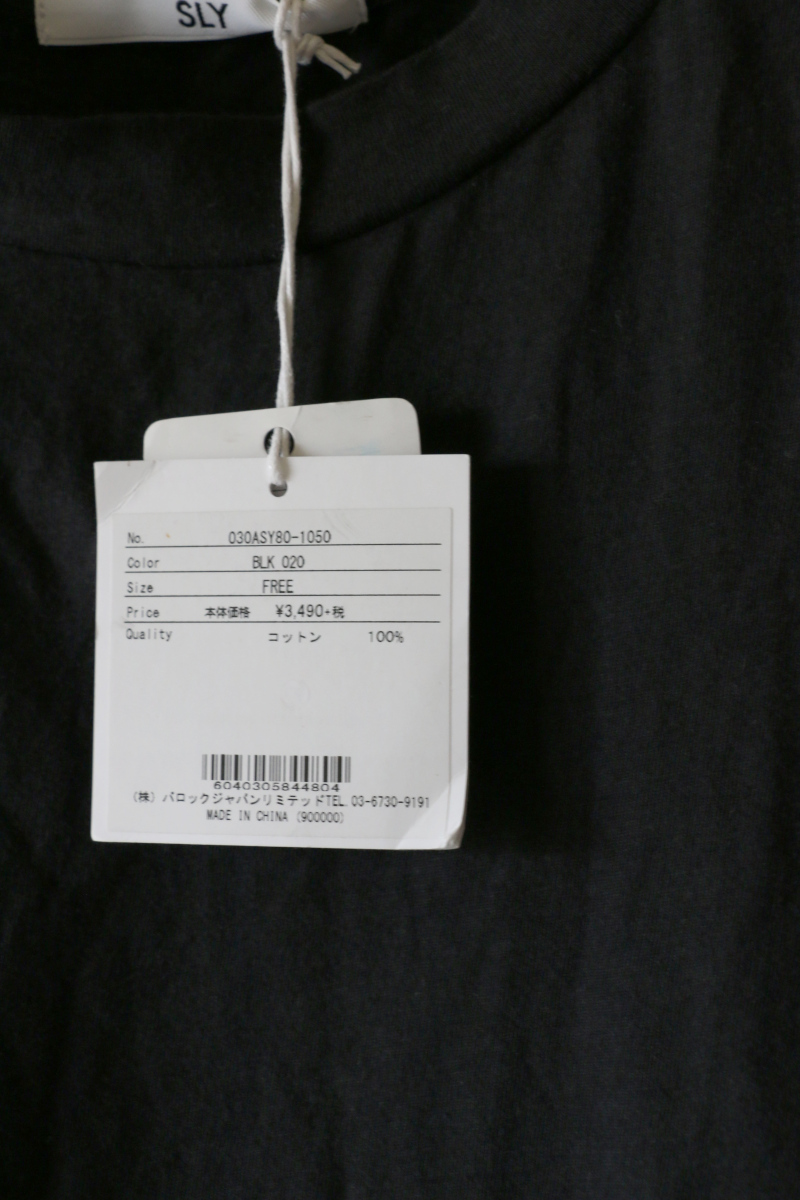 SLY
No. 030ASY80-1050
Color BLK 020
Size FREE
Price 本体価格 ¥3,490+税
Quality コットン 100%
6040305844804
(株) バロックジャパンリミテッドTEL. 03-6730-9191
MADE IN CHINA (900000)